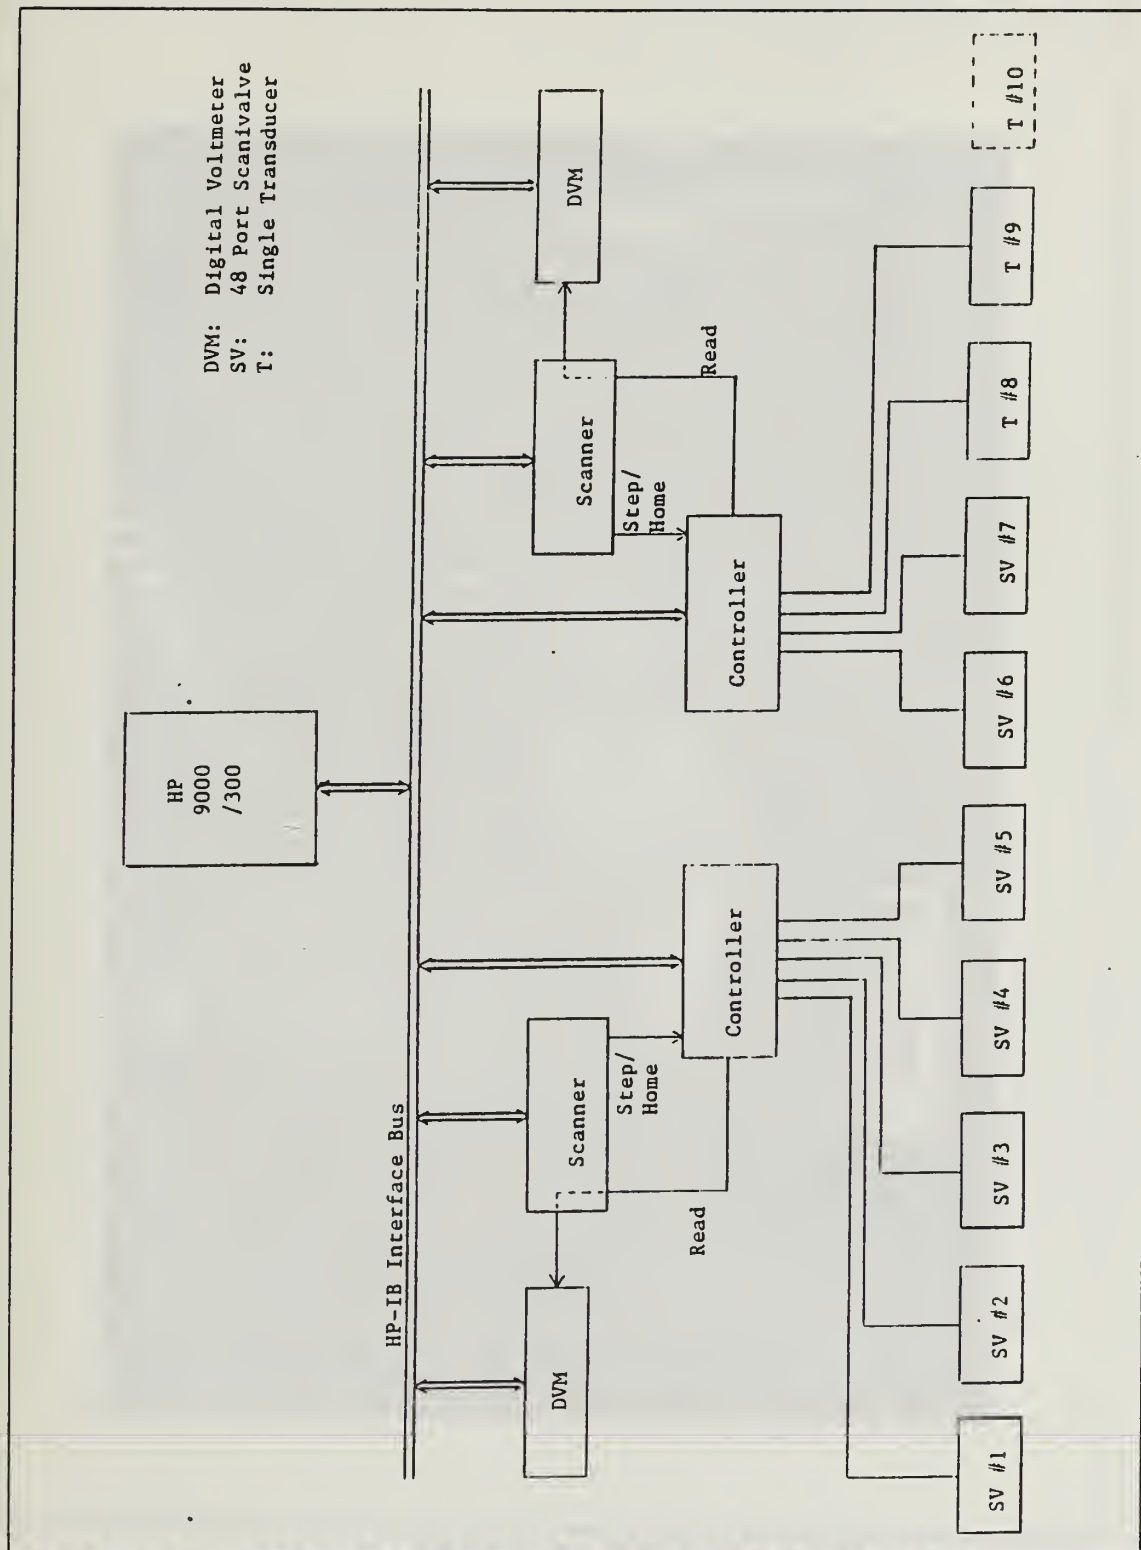 DVM: Digital Voltmeter
SV: 48 Port Scanivalve
T: Single Transducer
HP
9000
/300
HP-IB Interface Bus
DVM
Scanner
Step/
Home
Read
Controller
Scanner
Step/
Home
Read
Controller
DVM
SV #1
SV #2
SV #3
SV #4
SV #5
SV #6
SV #7
T #8
T #9
T #10